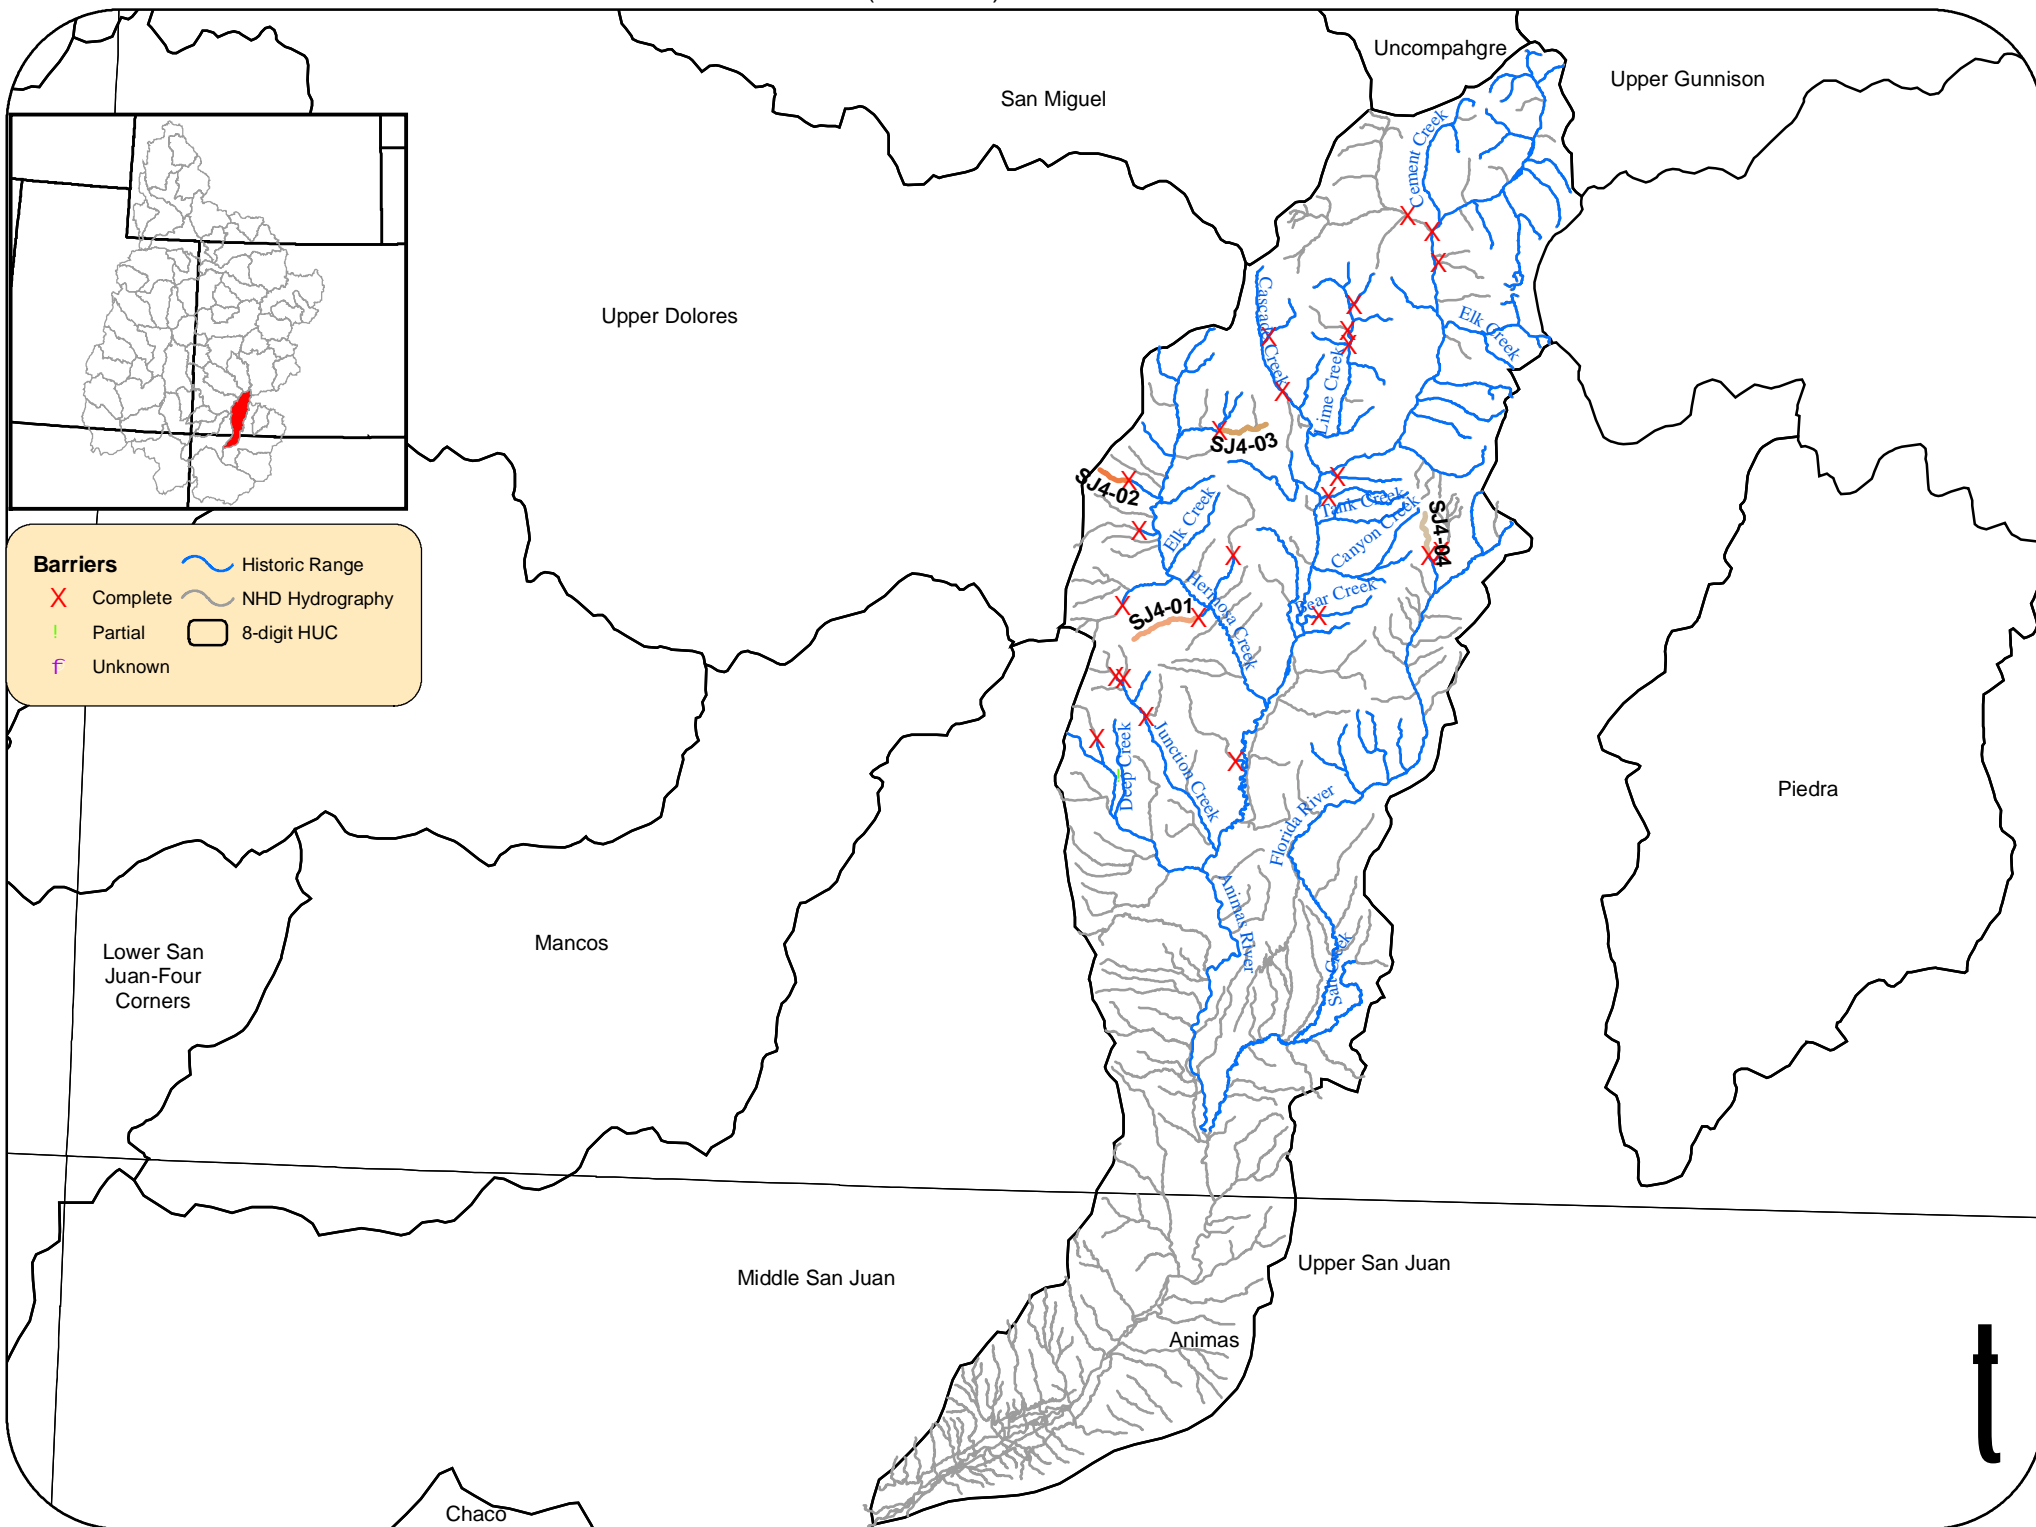 Uncompahgre
Upper Gunnison
San Miguel
Cement Creek
Upper Dolores
Cascade Creek
Elk Creek
Lime Creek
SJ4-03
SJ4-02
Tank Creek
Elk Creek
Canyon Creek
SJ4-04
Barriers
Historic Range
Complete
NHD Hydrography
Partial
8-digit HUC
Unknown
Hermosa Creek
Bear Creek
SJ4-01
Deep Creek
Junction Creek
Florida River
Piedra
Animas River
Lower San
Juan-Four
Corners
Mancos
Salt Creek
Middle San Juan
Upper San Juan
Animas
t
Chaco